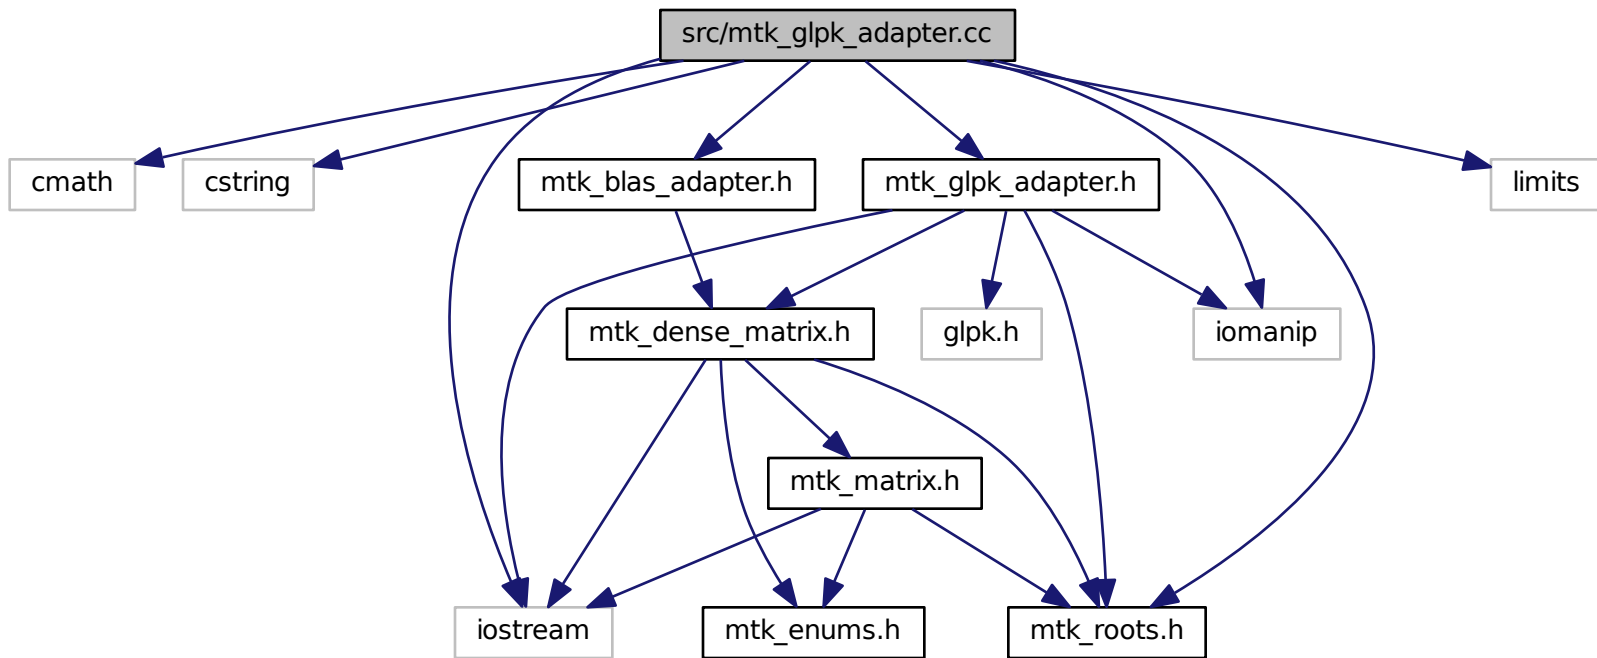 src/mtk_glpk_adapter.cc
cmath
cstring
mtk_blas_adapter.h
mtk_glpk_adapter.h
limits
mtk_dense_matrix.h
glpk.h
iomanip
mtk_matrix.h
iostream
mtk_enums.h
mtk_roots.h